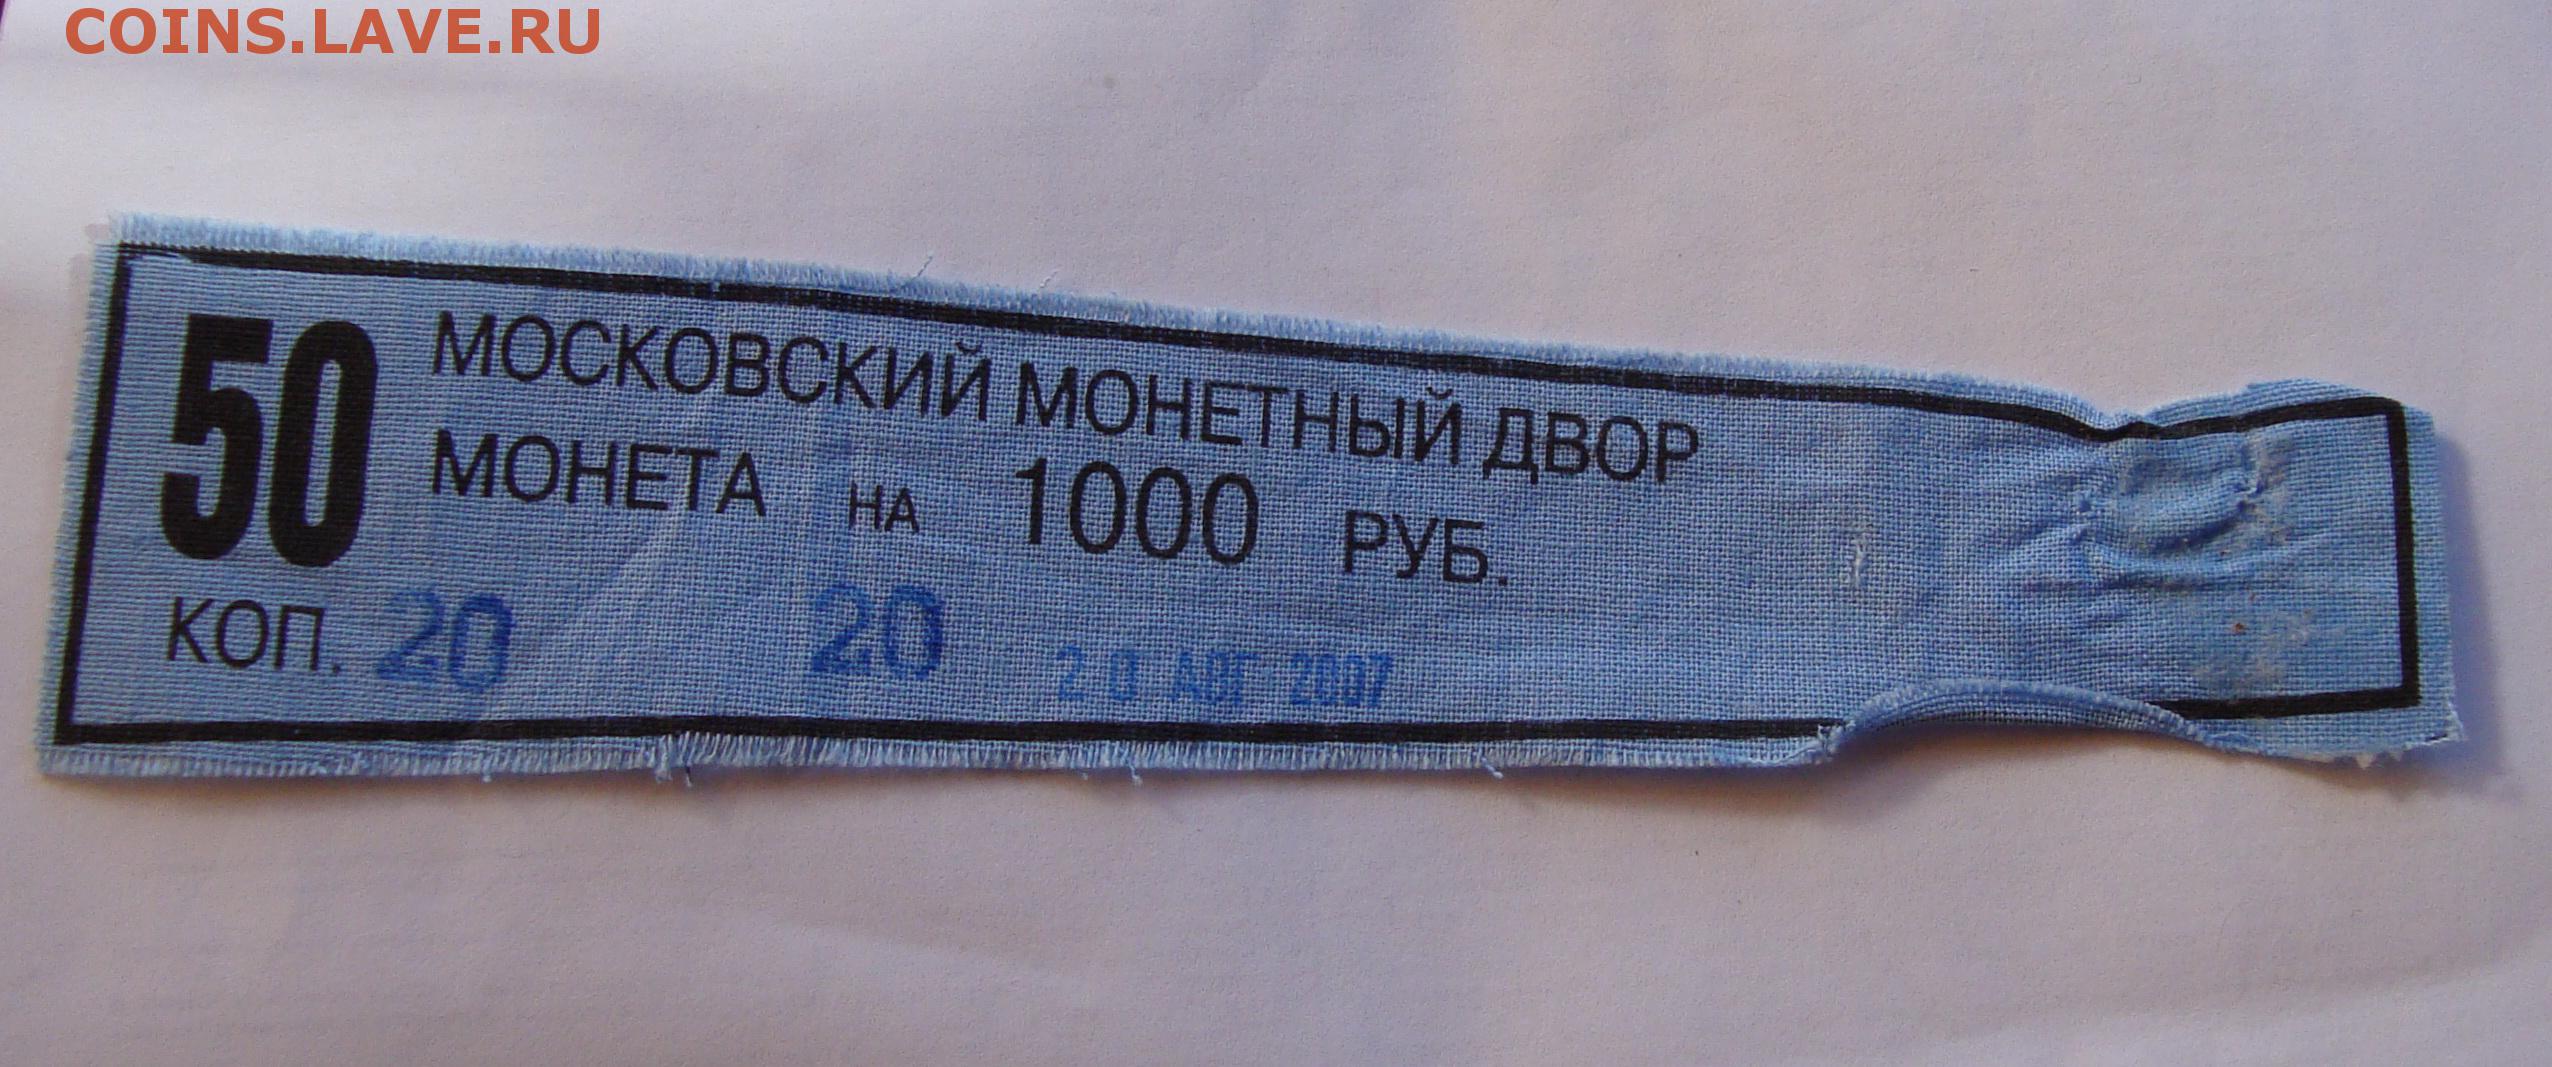 COINS.LAVE.RU
50 МОСКОВСКИЙ МОНЕТНЫЙ ДВОР
МОНЕТА НА 1000 РУБ.
КОП. 20 20 20 АВГ 2007